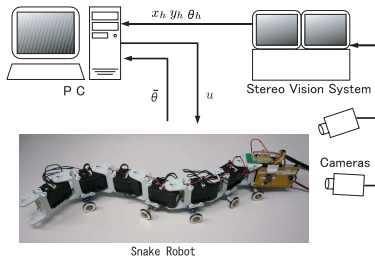 x_h y_h θ_h
P C
θ̃
u
Stereo Vision System
Cameras
Snake Robot